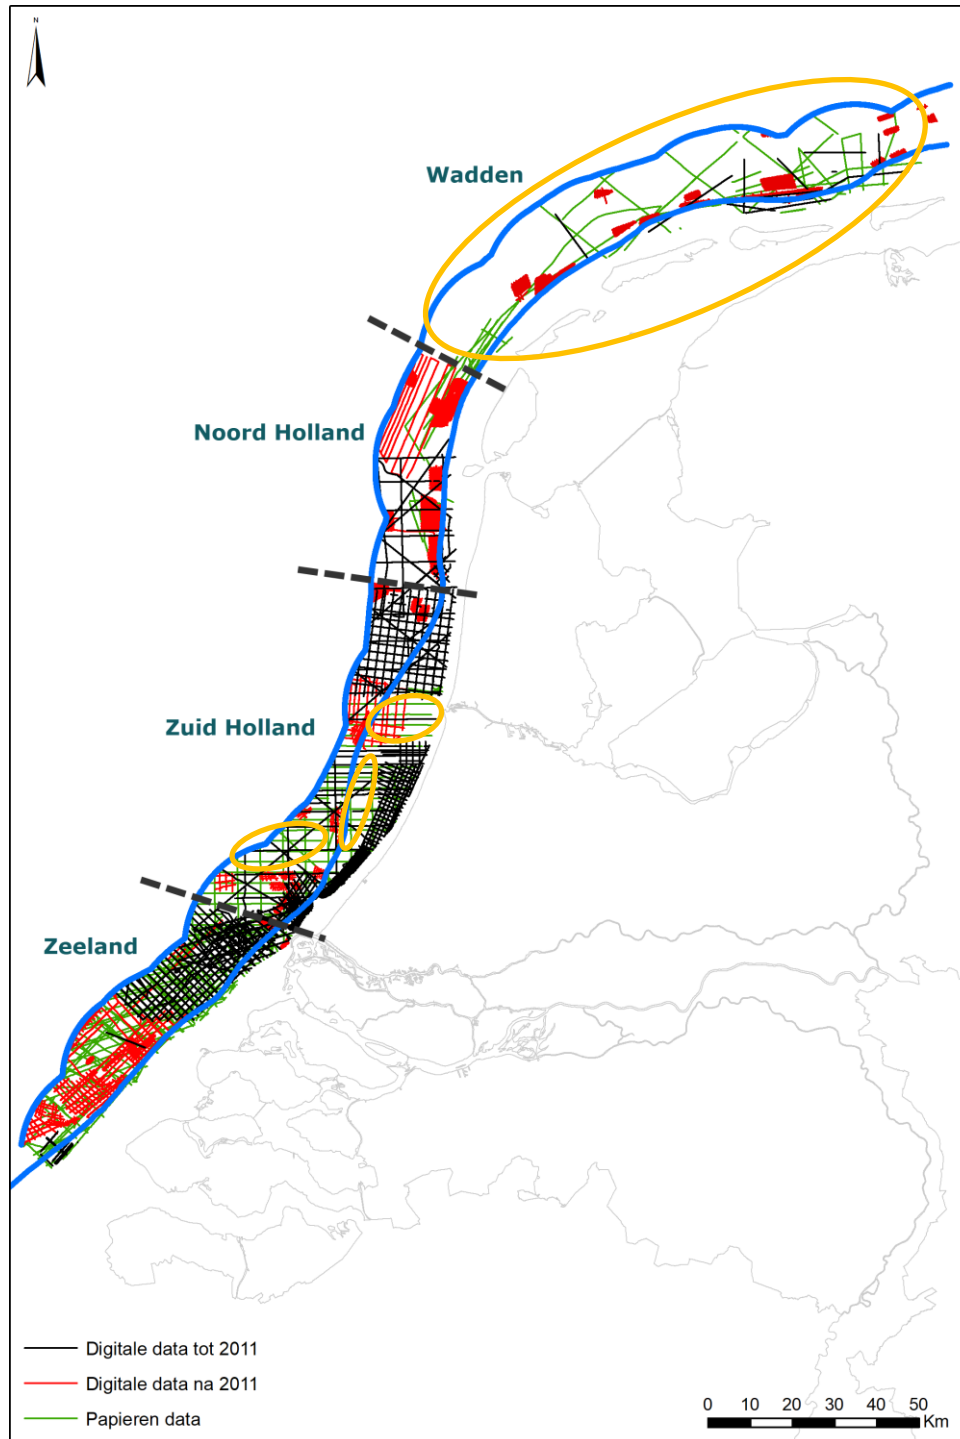 N
Wadden
Noord Holland
Zuid Holland
Zeeland
Digitale data tot 2011
Digitale data na 2011
Papieren data
0 10 20 30 40 50
Km